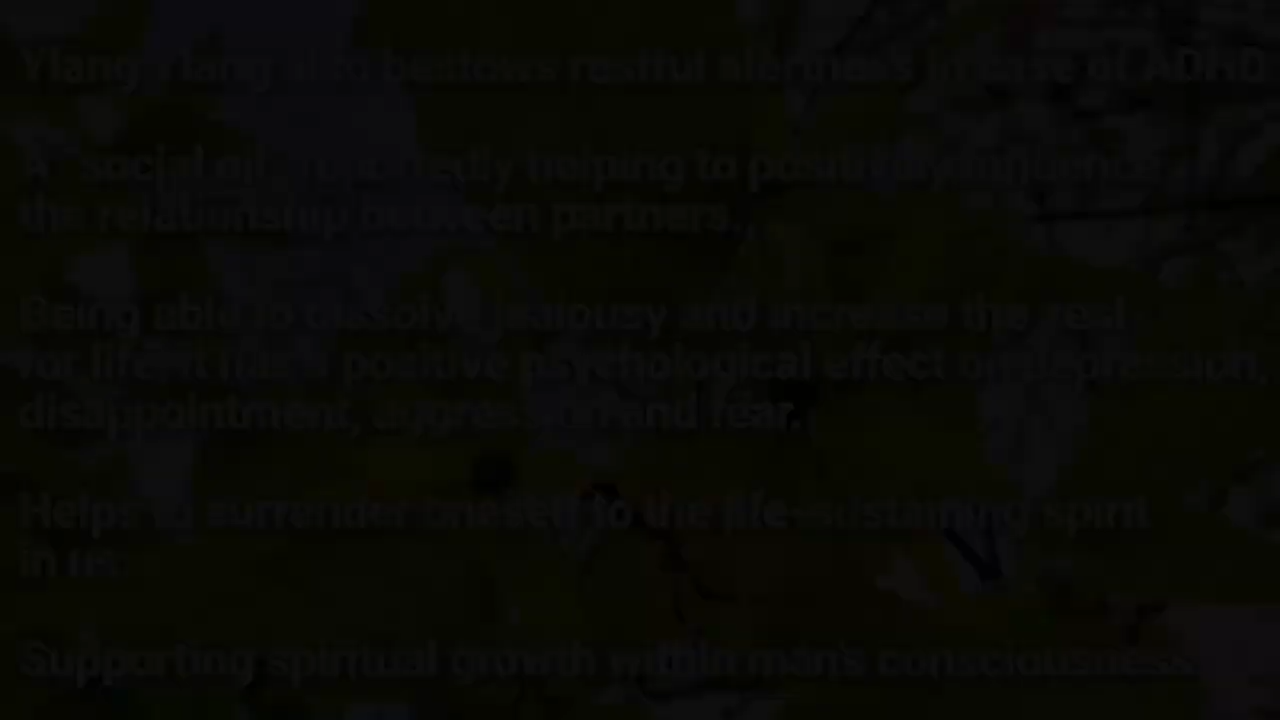 Ylang Ylang also bestows restful alertness in case of ADHD
A "social oil", reportedly helping to positively influence
the relationship between partners.
Being able to dissolve jealousy and increase the zeal
for life it has a positive psychological effect on depression,
disappointment, aggression and fear.
Helps to surrender oneself to the life-sustaining spirit
in us.
Supporting spiritual growth within man's consciousness.